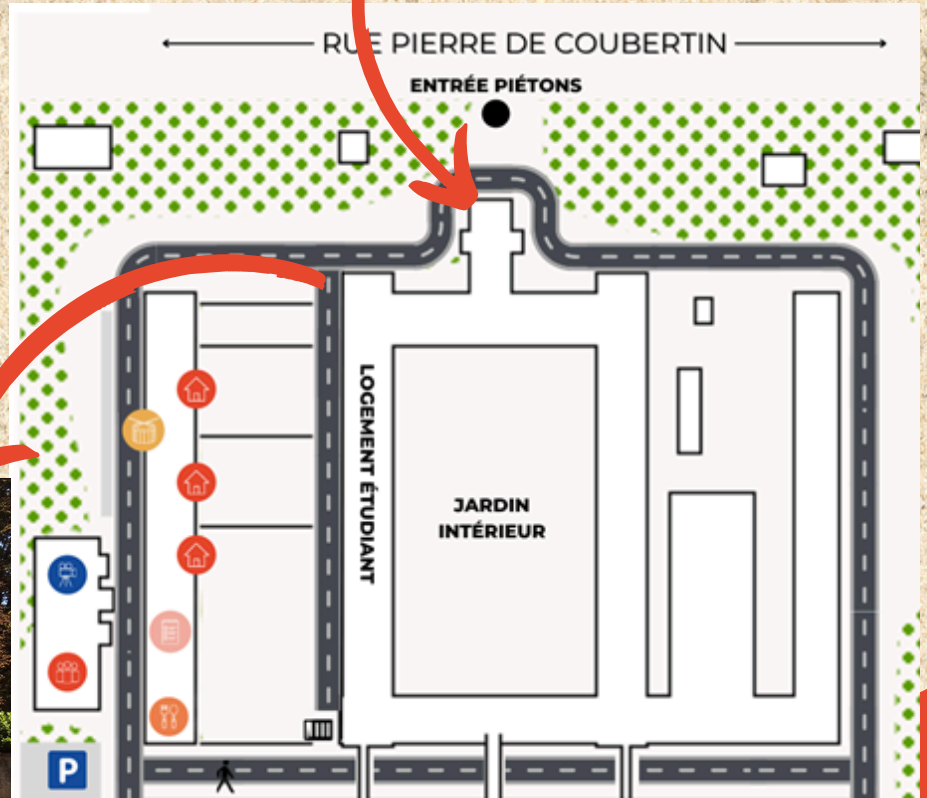 RUE PIERRE DE COUBERTIN
ENTRÉE PIÉTONS
LOGEMENT ÉTUDIANT
JARDIN
INTÉRIEUR
P